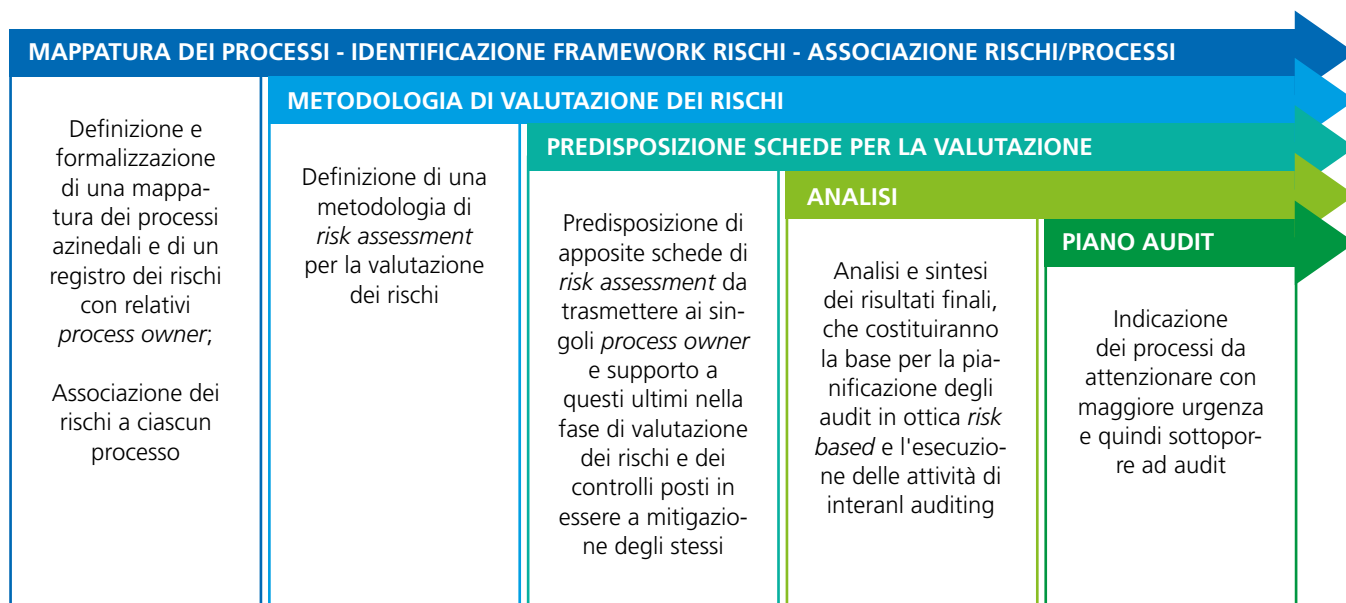 MAPPATURA DEI PROCESSI - IDENTIFICAZIONE FRAMEWORK RISCHI - ASSOCIAZIONE RISCHI/PROCESSI
Definizione e
formalizzazione
di una mappa-
tura dei processi
azinedali e di un
registro dei rischi
con relativi
process owner;
Associazione dei
rischi a ciascun
processo
METODOLOGIA DI VALUTAZIONE DEI RISCHI
Definizione di una
metodologia di
risk assessment
per la valutazione
dei rischi
PREDISPOSIZIONE SCHEDE PER LA VALUTAZIONE
Predisposizione di
apposite schede di
risk assessment da
trasmettere ai sin-
goli process owner
e supporto a
questi ultimi nella
fase di valutazione
dei rischi e dei
controlli posti in
essere a mitigazio-
ne degli stessi
ANALISI
Analisi e sintesi
dei risultati finali,
che costituiranno
la base per la pia-
nificazione degli
audit in ottica risk
based e l'esecuzio-
ne delle attività di
interanl auditing
PIANO AUDIT
Indicazione
dei processi da
attenzionare con
maggiore urgenza
e quindi sottopor-
re ad audit